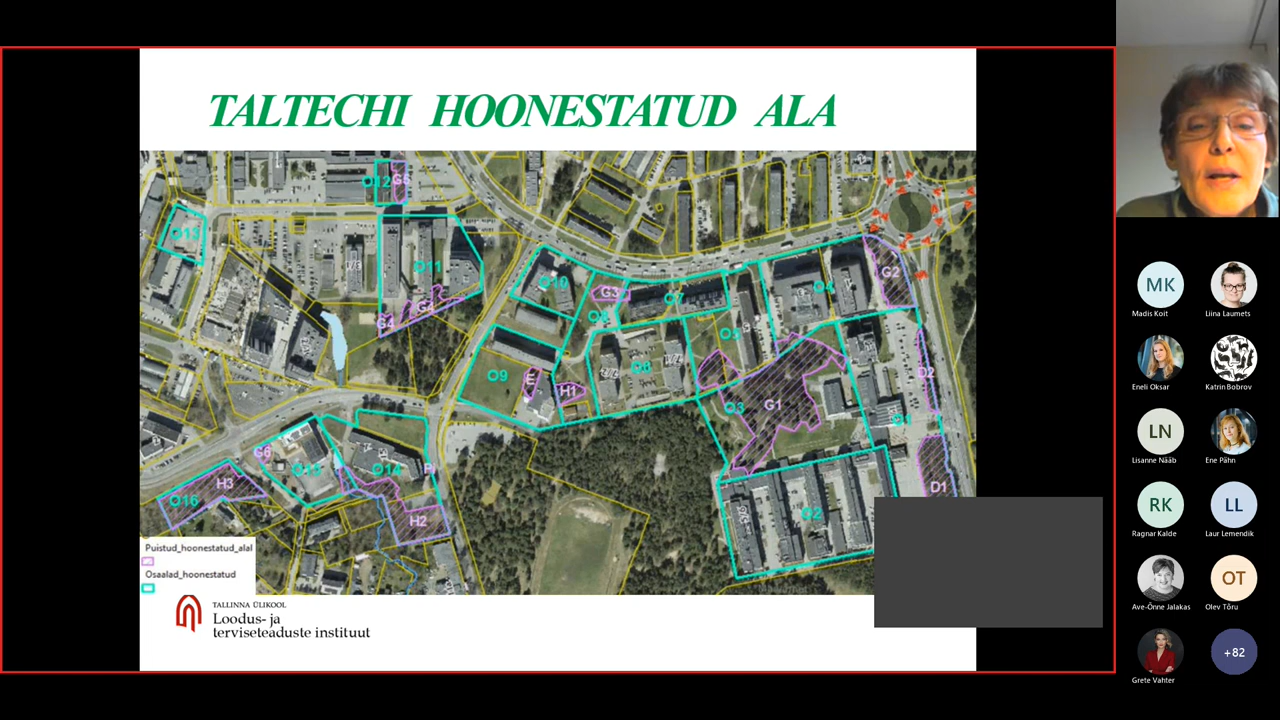 TALTECHI HOONESTATUD ALA
O12
G5
O13
O11
G4
G4
O10
G3
O7
O4
G2
O5
O9
E
H1
O3
G1
O1
D2
D1
O2
G6
O15
O14
H3
O16
H2
Puistud_hoonestatud_alal
Osaalad_hoonestatud
TALLINNA ÜLIKOOL
Loodus- ja
terviseteaduste instituut
MK
Madis Koit
Liina Laumets
Eneli Oksar
Katrin Bobrov
LN
Lisanne Nääb
Ene Pähn
RK
Ragnar Kalde
LL
Laur Lemendik
Ave-Õnne Jalakas
OT
Olev Tõru
Grete Vahter
+82